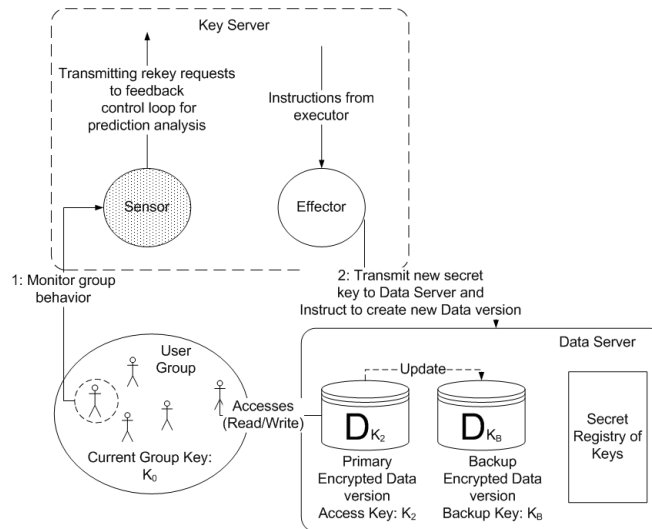 Key Server
Transmitting rekey requests
to feedback
control loop for
prediction analysis
Instructions from
executor
Sensor
Effector
1: Monitor group
behavior
2: Transmit new secret
key to Data Server and
Instruct to create new Data version
User
Group
Current Group Key:
K0
Accesses
(Read/Write)
Data Server
Update
DK2
DKB
Primary
Encrypted Data
version
Access Key: K2
Backup
Encrypted Data
version
Backup Key: KB
Secret
Registry of
Keys